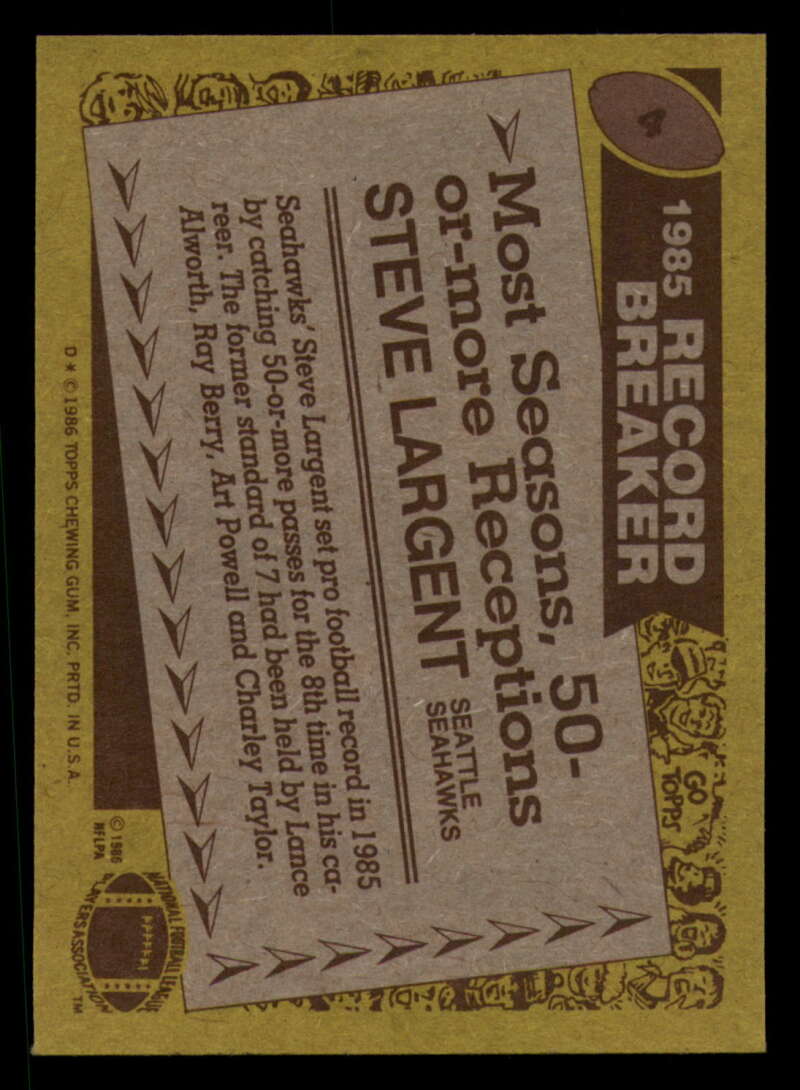 4
1985 RECORD
BREAKER
GO
TOPPS
Most Seasons, 50-
or-more Receptions
STEVE LARGENT SEATTLE
SEAHAWKS
Seahawks' Steve Largent set pro football record in 1985
by catching 50-or-more passes for the 8th time in his ca-
reer. The former standard of 7 had been held by Lance
Alworth, Ray Berry, Art Powell and Charley Taylor.
D * © 1986 TOPPS CHEWING GUM, INC. PRTD. IN U.S.A.
© 1986
NFLPA
NATIONAL FOOTBALL LEAGUE
PLAYERS ASSOCIATION
TM